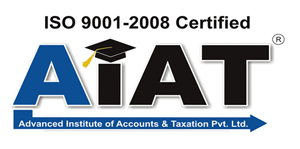 ISO 9001-2008 Certified
AiAT®
Advanced Institute of Accounts & Taxation Pvt. Ltd.